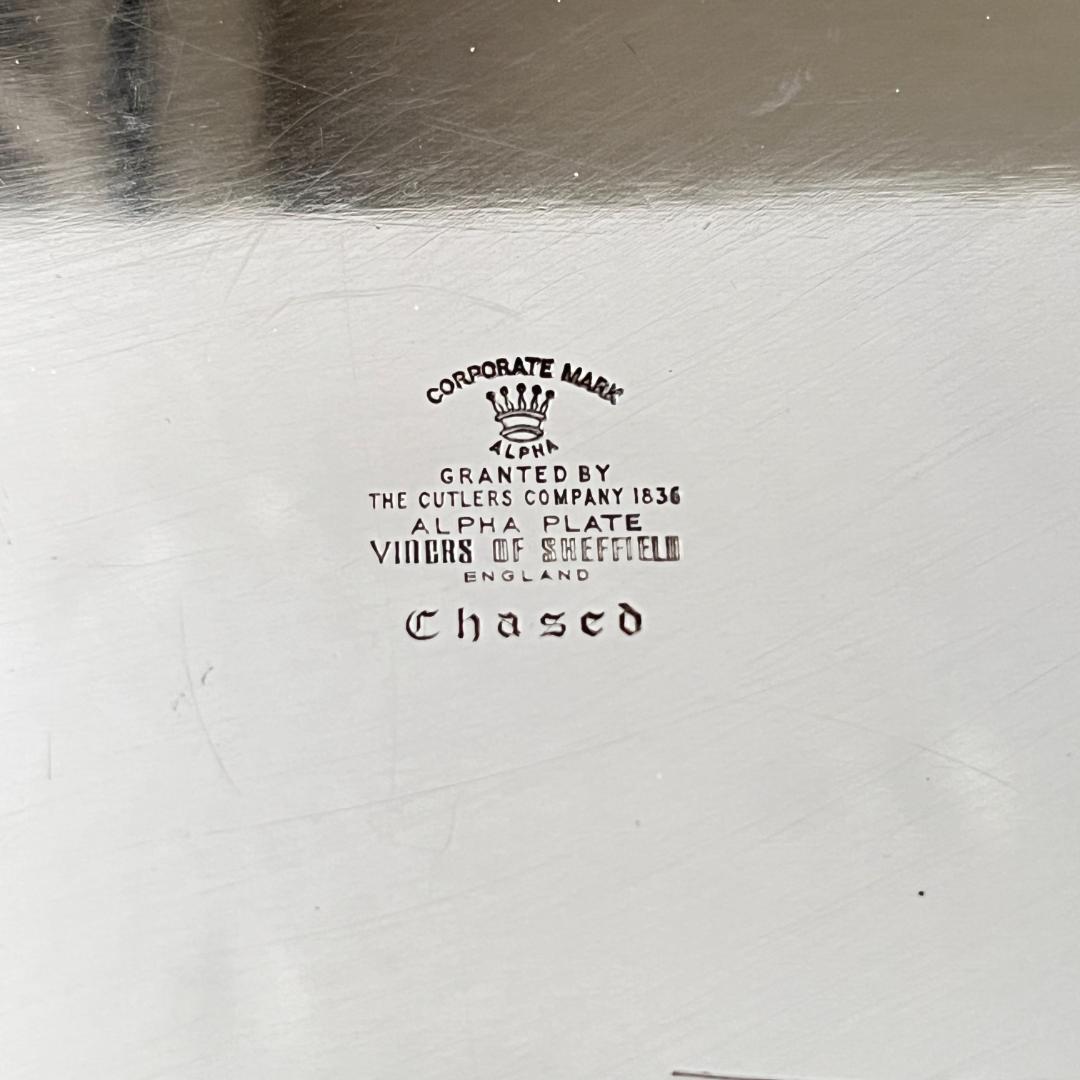 CORPORATE MARK
ALPHA
GRANTED BY
THE CUTLERS COMPANY 1836
ALPHA PLATE
VINERS OF SHEFFIELD
ENGLAND
Chased